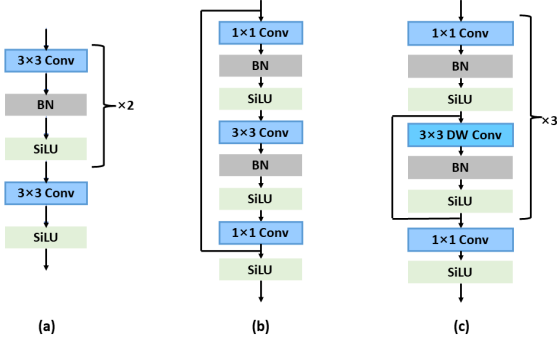 3×3 Conv
BN
SiLU
×2
3×3 Conv
SiLU
(a)
1×1 Conv
BN
SiLU
3×3 Conv
BN
SiLU
1×1 Conv
SiLU
(b)
1×1 Conv
BN
SiLU
3×3 DW Conv
BN
SiLU
×3
1×1 Conv
SiLU
(c)